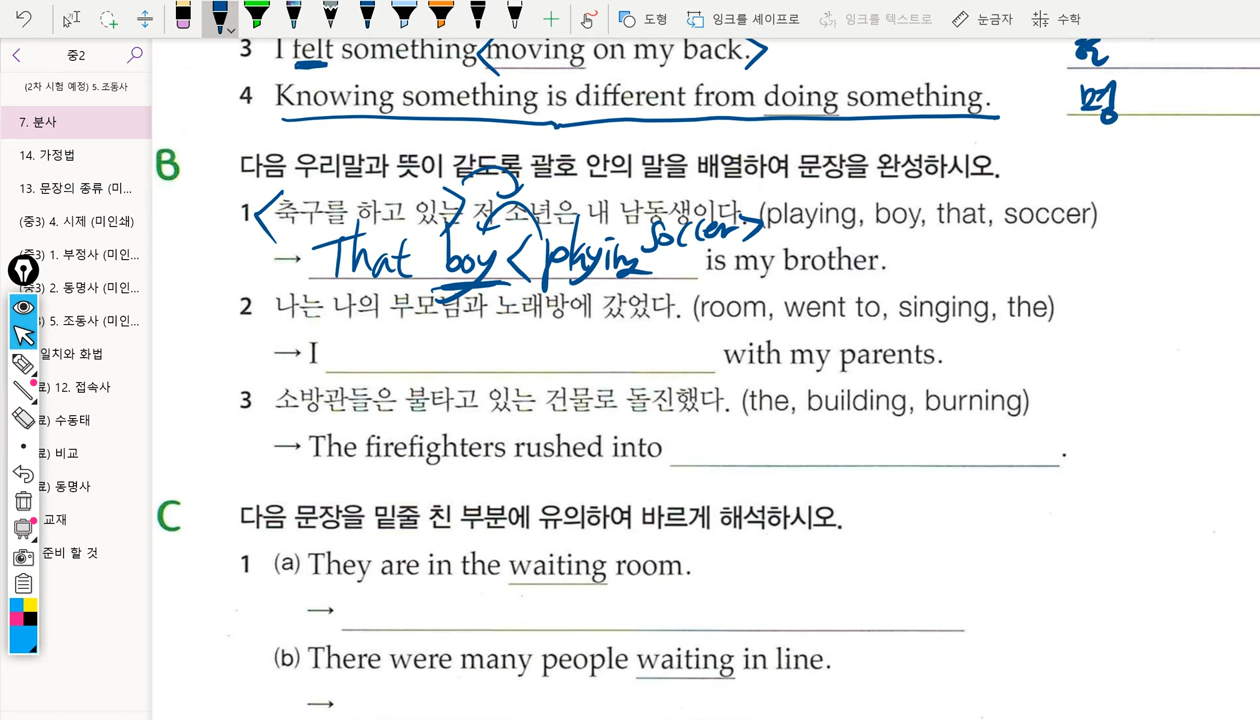 도형
잉크를 셰이프로
잉크를 텍스트로
눈금자
수학
중2
(2차 시험 예정) 5. 조동사
7. 분사
14. 가정법
13. 문장의 종류 (미...
(중3) 4. 시제 (미인쇄)
(중3) 1. 부정사 (미인...
(중3) 2. 동명사 (미인...
) 5. 조동사 (미인...
일치와 화법
료) 12. 접속사
료) 수동태
료) 비교
료) 동명사
교재
준비 할 것
3 I felt something <moving on my back.>
4 Knowing something is different from doing something.
명
B 다음 우리말과 뜻이 같도록 괄호 안의 말을 배열하여 문장을 완성하시오.
1 <축구를 하고 있는> 저 소년은 내 남동생이다. (playing, boy, that, soccer)
→ That boy <playing soccer> is my brother.
2 나는 나의 부모님과 노래방에 갔었다. (room, went to, singing, the)
→ I with my parents.
3 소방관들은 불타고 있는 건물로 돌진했다. (the, building, burning)
→ The firefighters rushed into .
C 다음 문장을 밑줄 친 부분에 유의하여 바르게 해석하시오.
1 (a) They are in the waiting room.
→
(b) There were many people waiting in line.
→